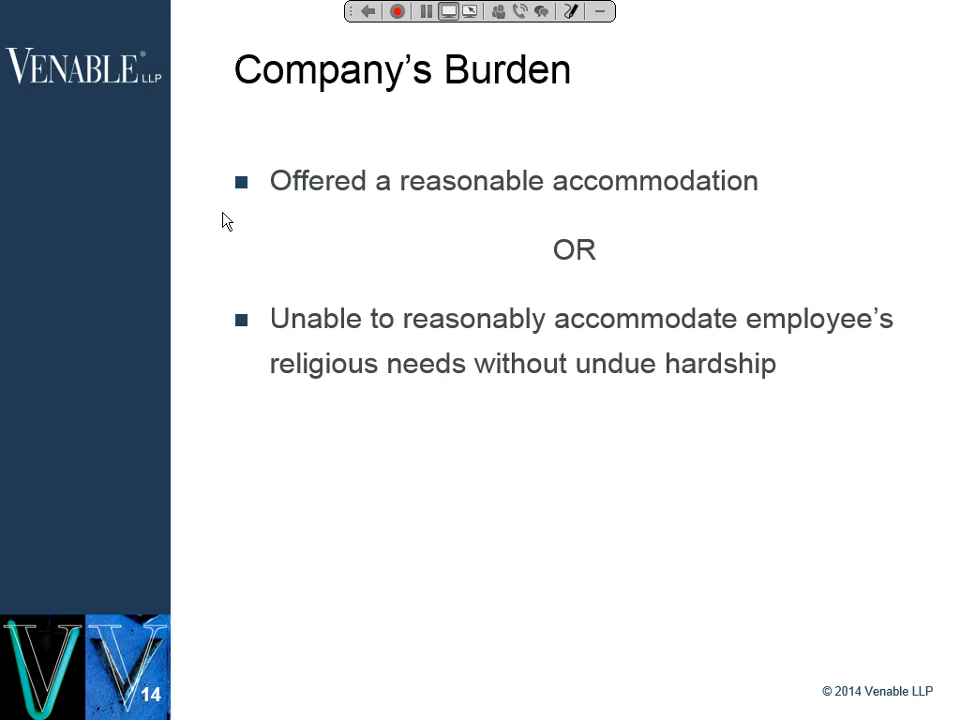 VENABLE® LLP
Company’s Burden
■ Offered a reasonable accommodation
OR
■ Unable to reasonably accommodate employee’s
religious needs without undue hardship
V V
14
© 2014 Venable LLP